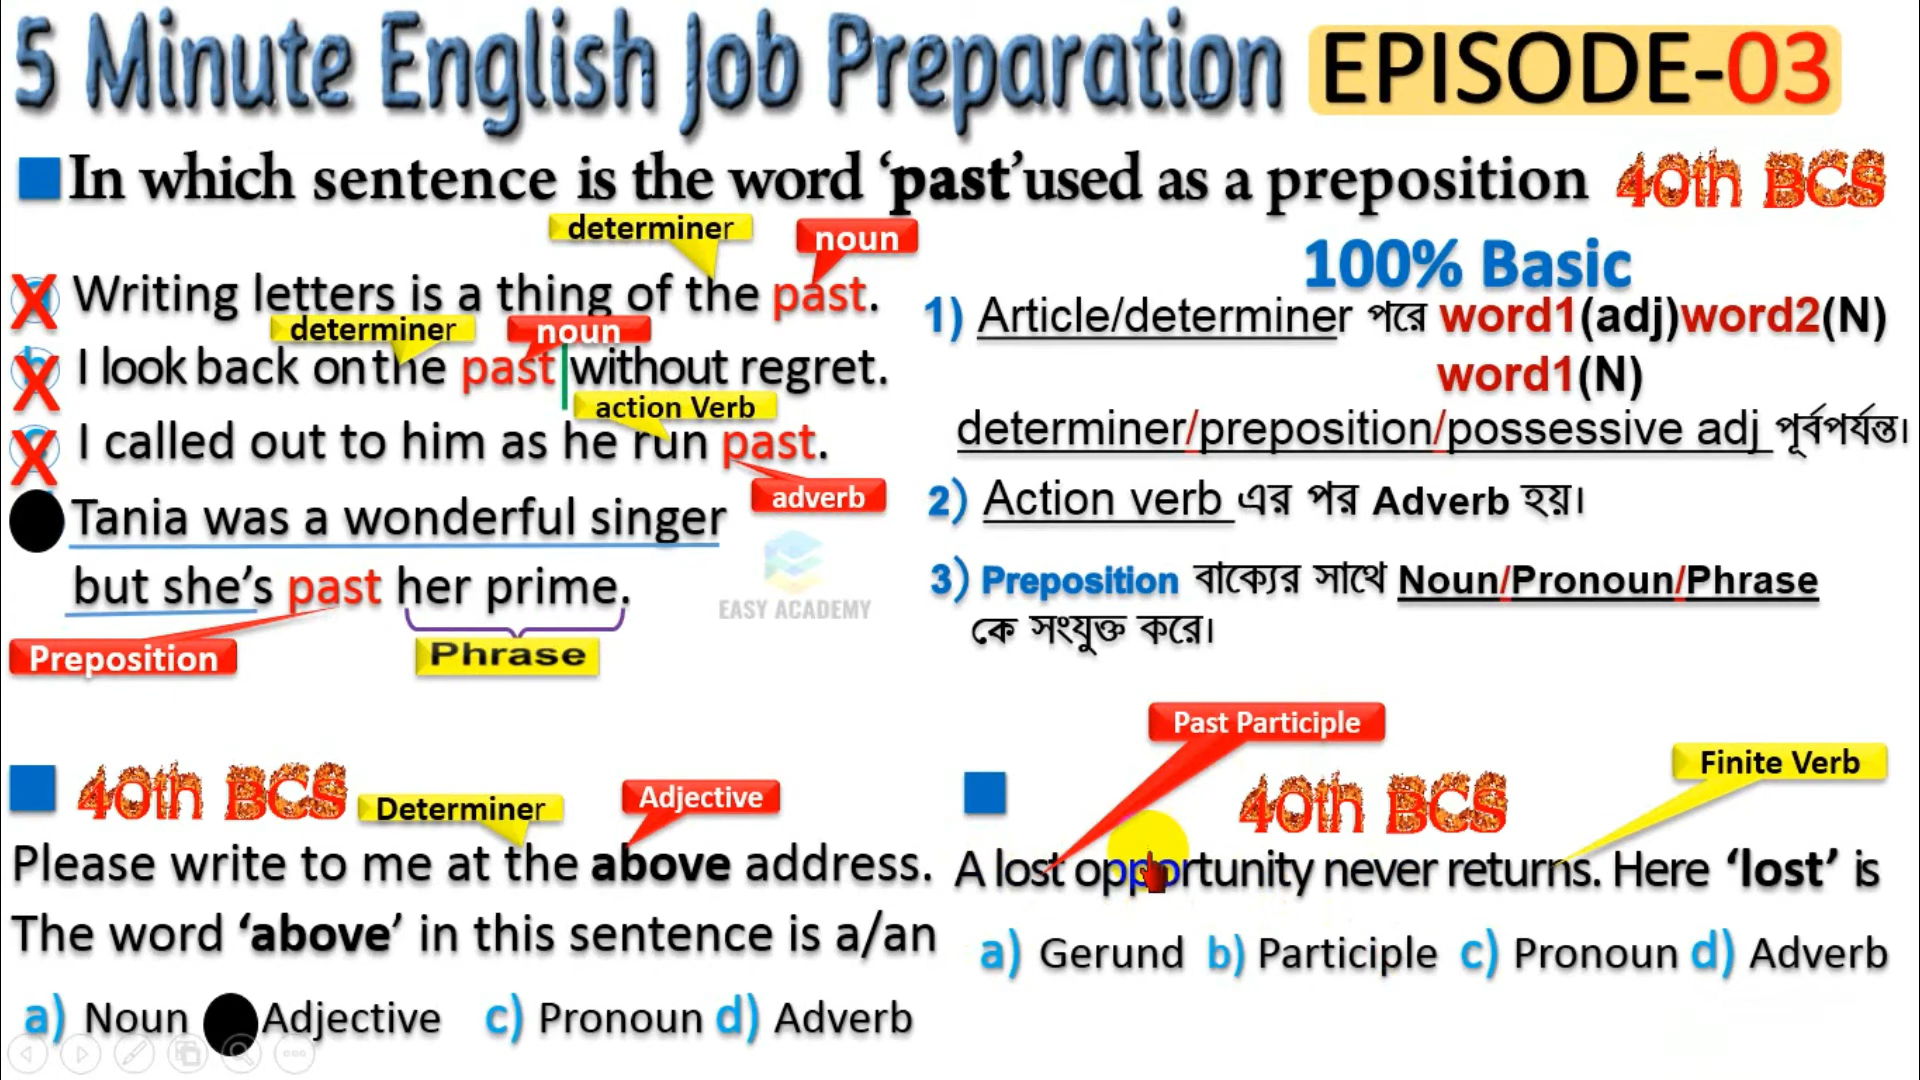 5 Minute English Job Preparation EPISODE-03
In which sentence is the word ‘past’used as a preposition 40th BCS
determiner noun
Writing letters is a thing of the past.
determiner noun
I look back on the past without regret.
action Verb
I called out to him as he run past.
adverb
Tania was a wonderful singer
but she’s past her prime.
Preposition Phrase
EASY ACADEMY
100% Basic
1) Article/determiner পরে word1(adj)word2(N)
word1(N)
determiner/preposition/possessive adj পূর্বপর্যন্ত।
2) Action verb এর পর Adverb হয়।
3) Preposition বাক্যের সাথে Noun/Pronoun/Phrase
কে সংযুক্ত করে।
40th BCS Determiner Adjective
Please write to me at the above address.
The word ‘above’ in this sentence is a/an
a) Noun Adjective c) Pronoun d) Adverb
Past Participle
Finite Verb
40th BCS
A lost opportunity never returns. Here ‘lost’ is
a) Gerund b) Participle c) Pronoun d) Adverb